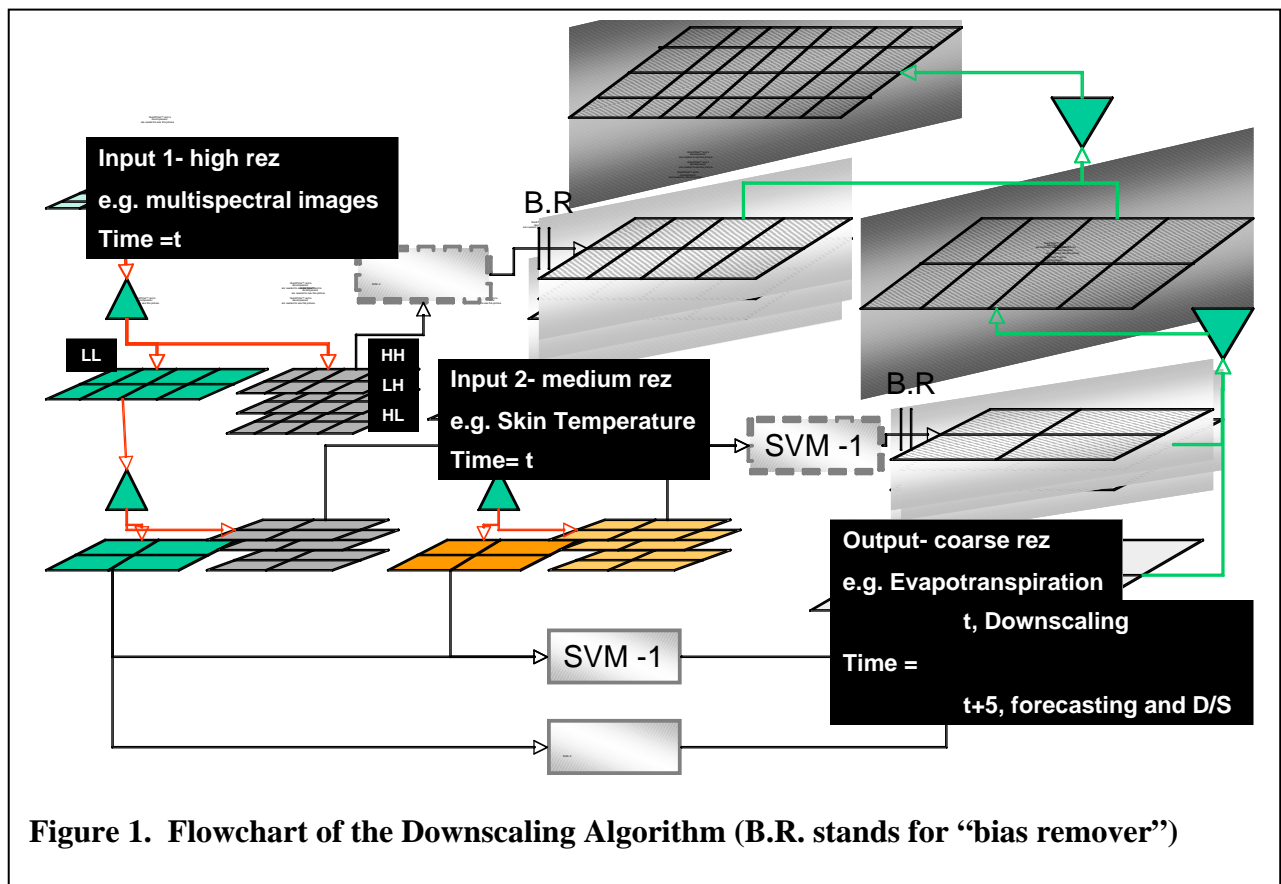 B.R
Input 1- high rez
e.g. multispectral images
Time =t
LL
HH
LH
HL
Input 2- medium rez
e.g. Skin Temperature
Time= t
B.R
SVM -1
Output- coarse rez
e.g. Evapotranspiration
t, Downscaling
Time =
t+5, forecasting and D/S
SVM -1
Figure 1. Flowchart of the Downscaling Algorithm (B.R. stands for “bias remover”)